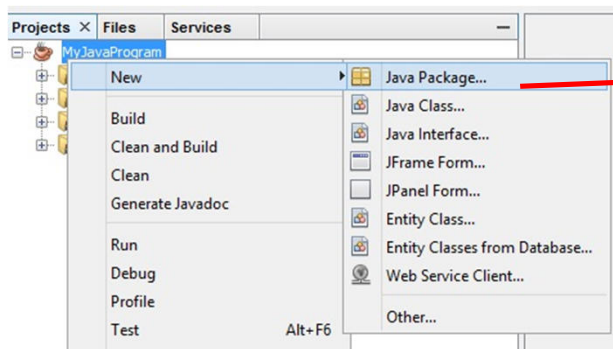 Projects × Files Services
MyJavaProgram
New
Build
Clean and Build
Clean
Generate Javadoc
Run
Debug
Profile
Test Alt+F6
Java Package...
Java Class...
Java Interface...
JFrame Form...
JPanel Form...
Entity Class...
Entity Classes from Database...
Web Service Client...
Other...